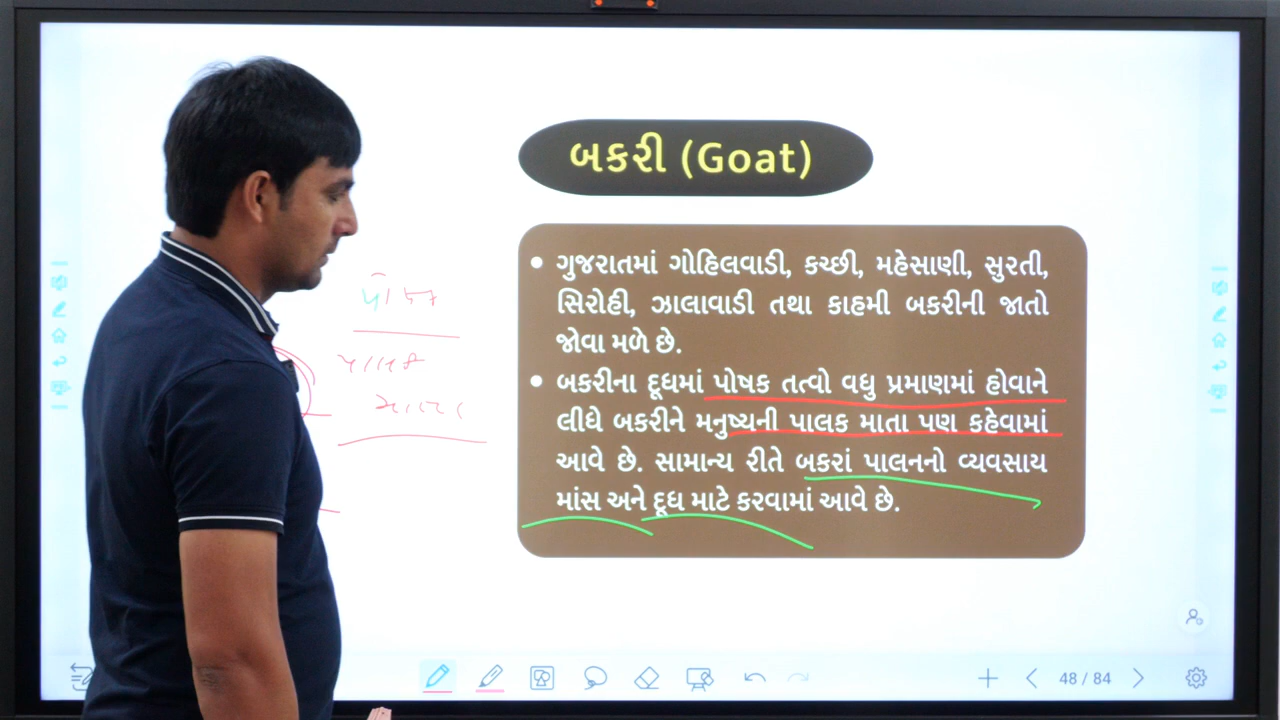 બકરી (Goat)
• ગુજરાતમાં ગોહિલવાડી, કચ્છી, મહેસાણી, સુરતી,
સિરોહી, ઝાલાવાડી તથા કાહમી બકરીની જાતો
જોવા મળે છે.
• બકરીના દૂધમાં પોષક તત્વો વધુ પ્રમાણમાં હોવાને
લીધે બકરીને મનુષ્યની પાલક માતા પણ કહેવામાં
આવે છે. સામાન્ય રીતે બકરાં પાલનનો વ્યવસાય
માંસ અને દૂધ માટે કરવામાં આવે છે.
48 / 84